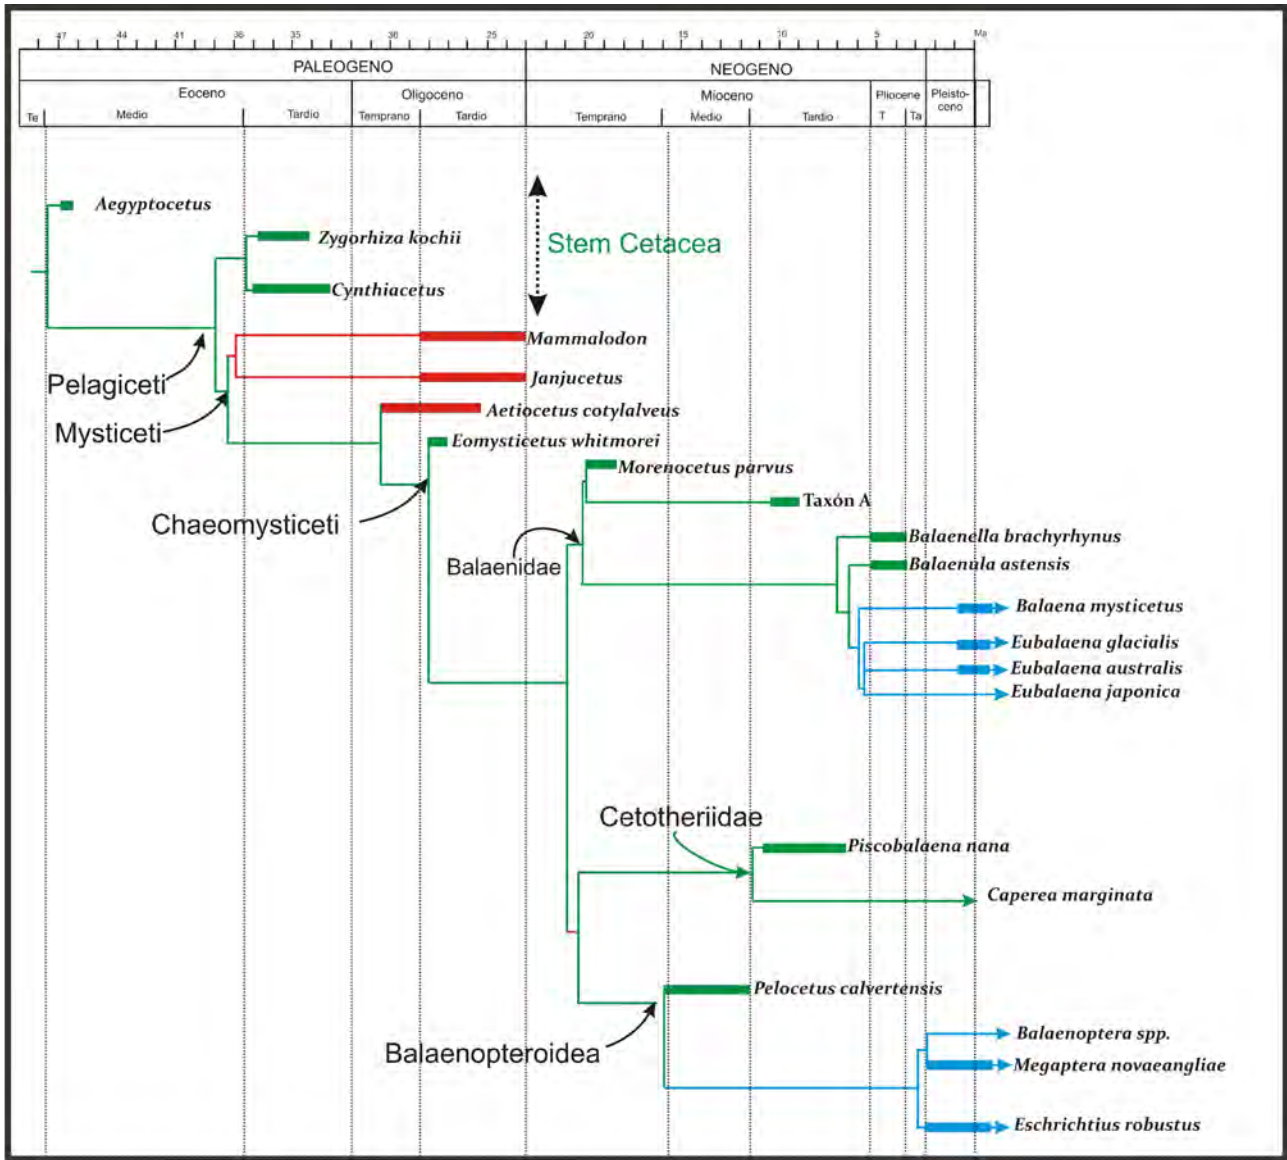 47 44 41 38 35 30 25 20 15 10 5 Ma
PALEOGENO NEOGENO
Eoceno Oligoceno Mioceno Pliocene Pleisto-
ceno
Te Medio Tardio Temprano Tardio Temprano Medio Tardio T Ta
Aegyptocetus
Zygorhiza kochii
Stem Cetacea
Cynthiacetus
Mammalodon
Pelagiceti
Janjucetus
Aetiocetus cotylalveus
Mysticeti
Eomysticetus whitmorei
Morenocetus parvus
Taxón A
Chaeomysticeti
Balaenella brachyrhynus
Balaenidae
Balaenula astensis
Balaena mysticetus
Eubalaena glacialis
Eubalaena australis
Eubalaena japonica
Cetotheriidae
Piscobalaena nana
Caperea marginata
Pelocetus calvertensis
Balaenopteroidea
Balaenoptera spp.
Megaptera novaeangliae
Eschrichtius robustus